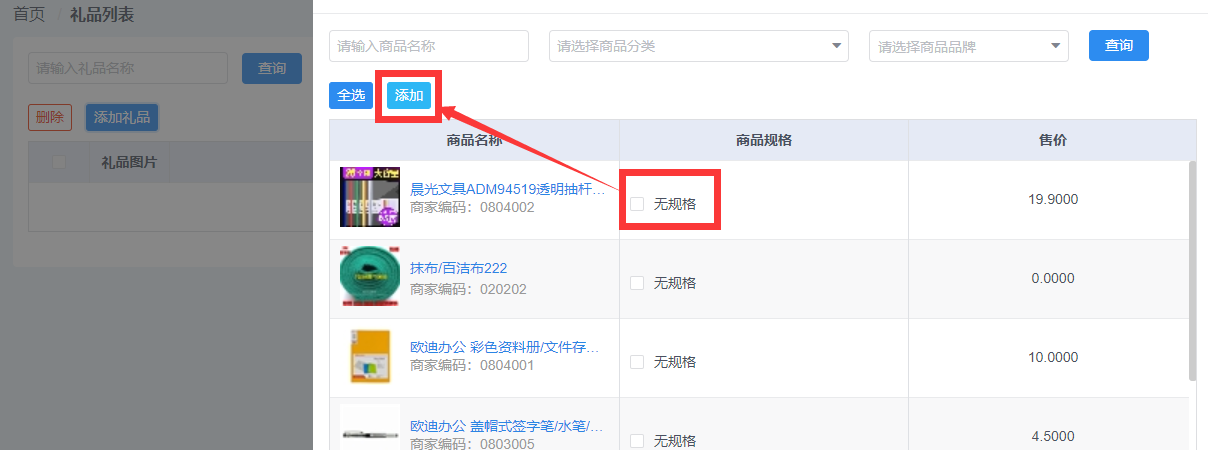 首页 / 礼品列表
请输入礼品名称 查询
删除 添加礼品
礼品图片
请输入商品名称 请选择商品分类 请选择商品品牌 查询
全选 添加
商品名称 商品规格 售价
晨光文具ADM94519透明抽杆...
商家编码：0804002
无规格
19.9000
抹布/百洁布222
商家编码：020202
无规格
0.0000
欧迪办公 彩色资料册/文件存...
商家编码：0804001
无规格
10.0000
欧迪办公 盖帽式签字笔/水笔/...
商家编码：0803005
无规格
4.5000